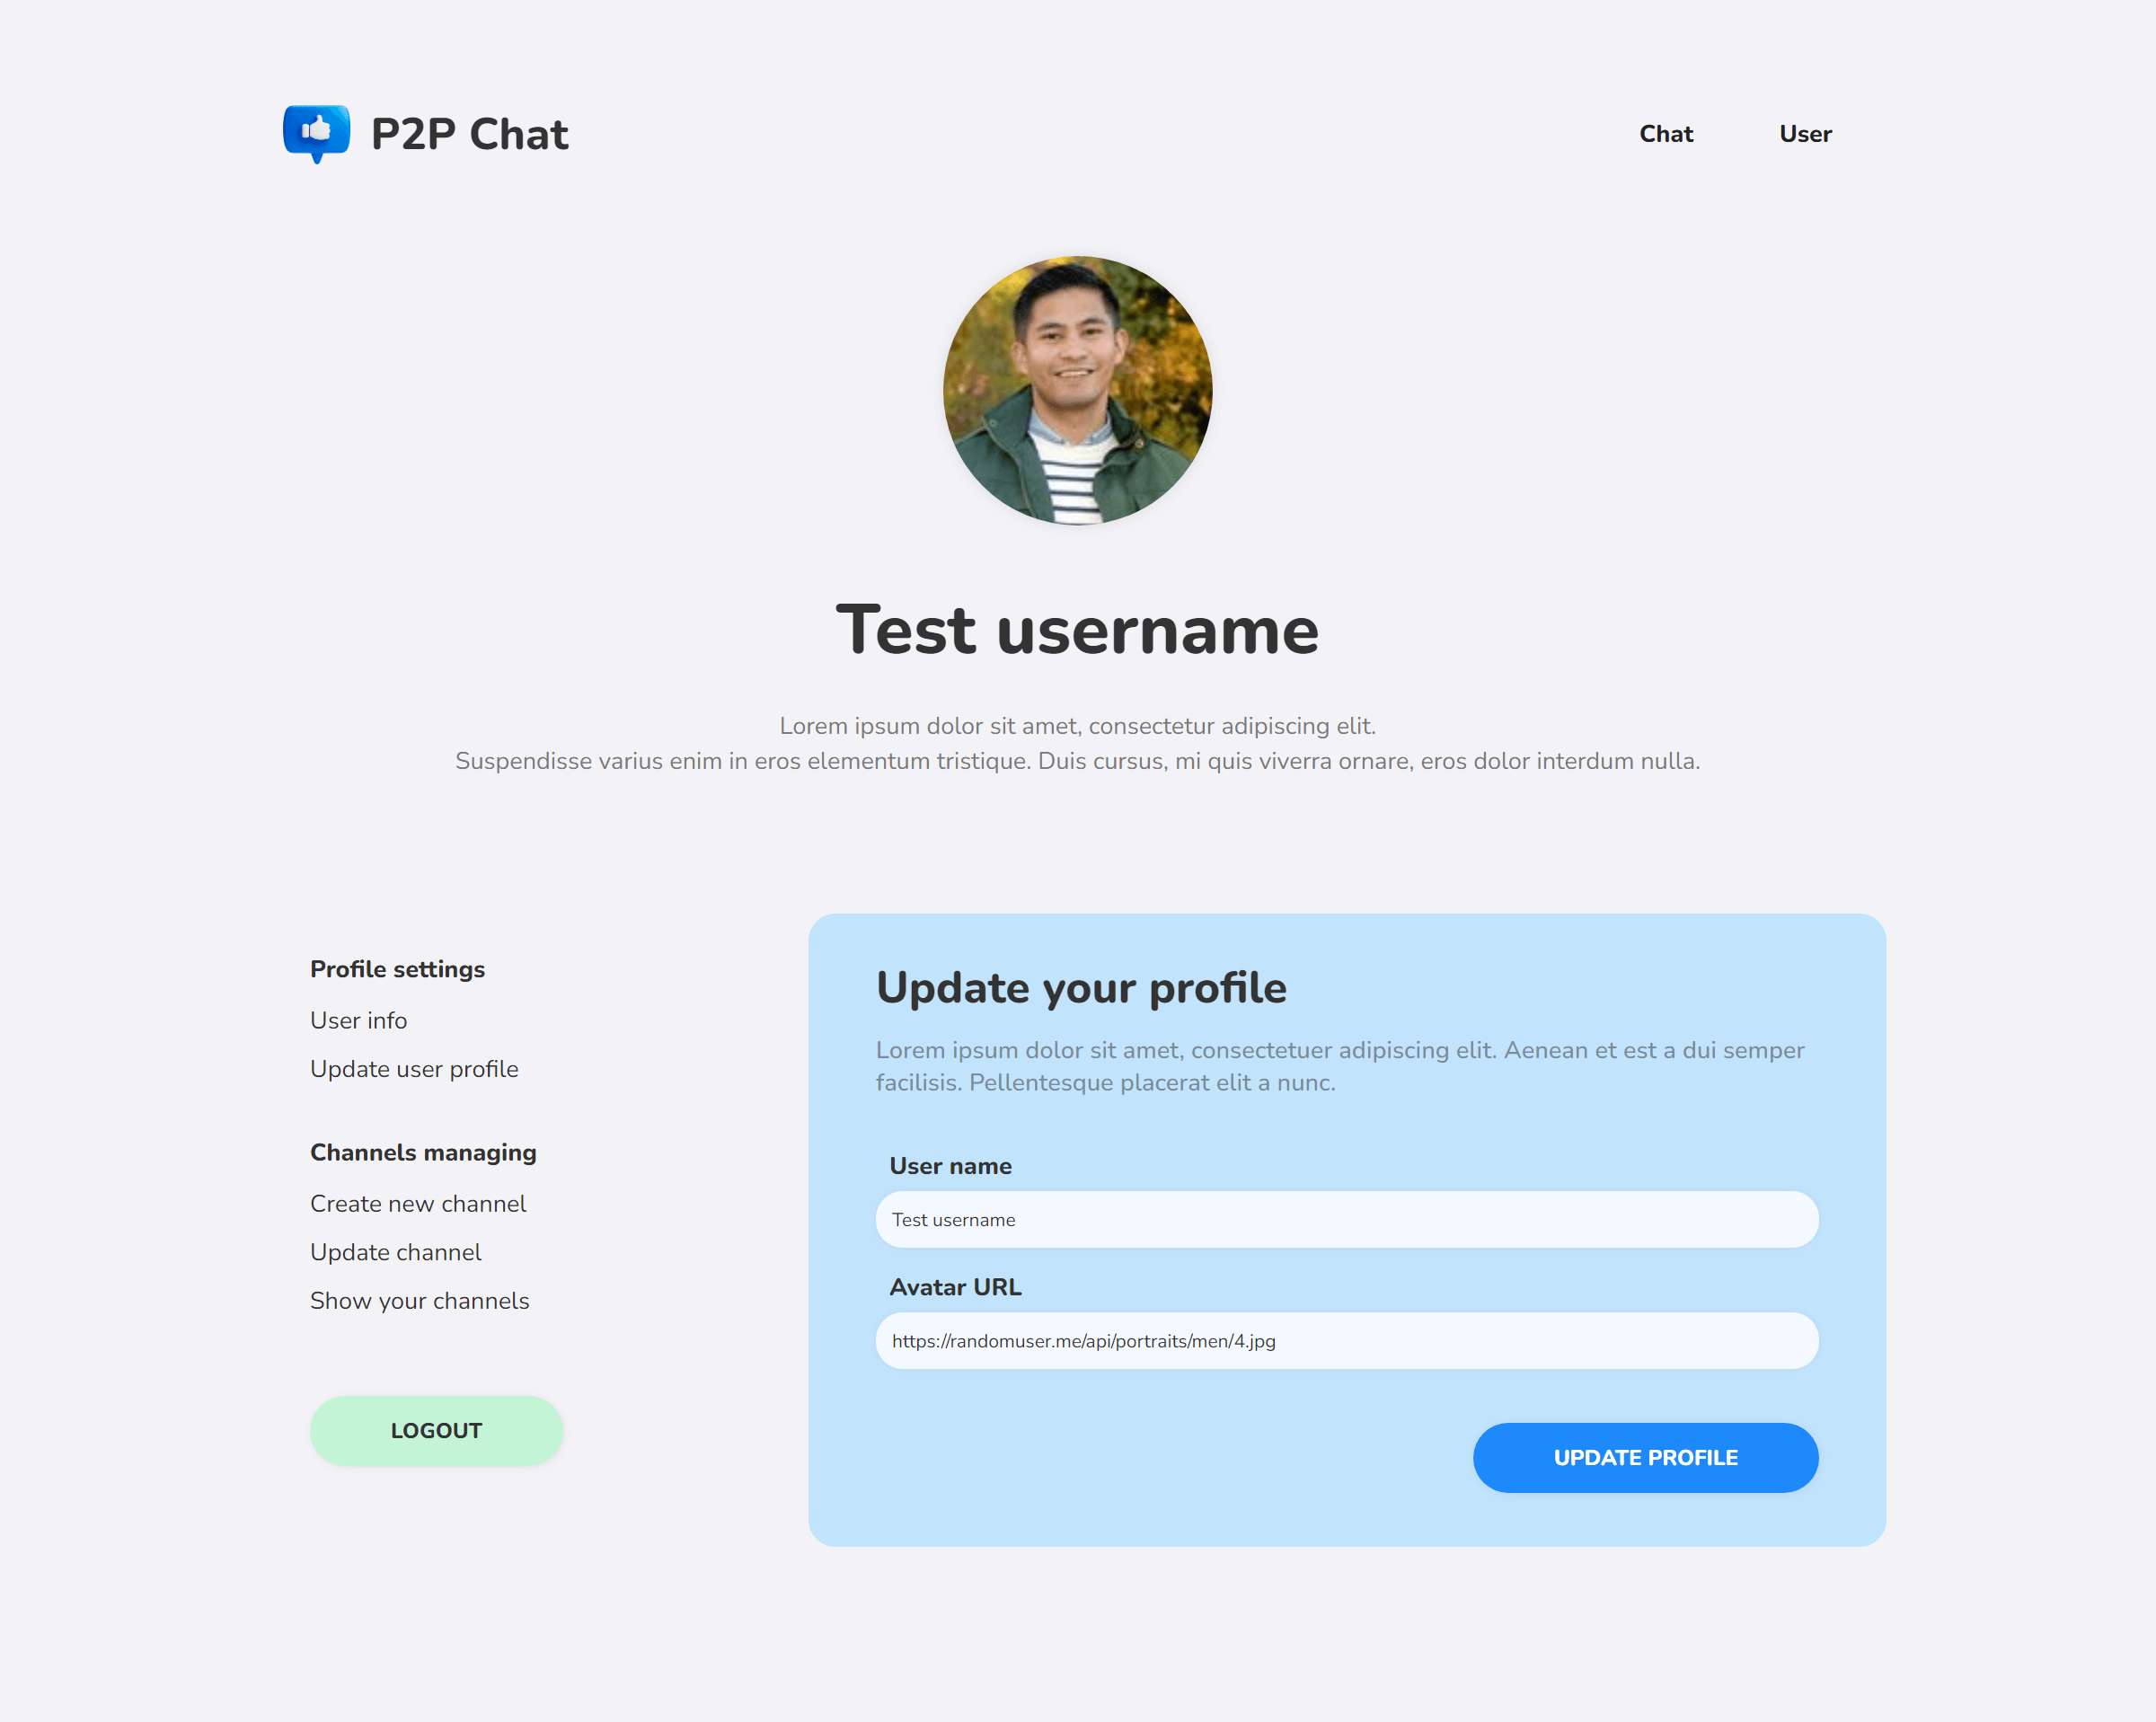 P2P Chat
Chat
User
Test username
Lorem ipsum dolor sit amet, consectetur adipiscing elit.
Suspendisse varius enim in eros elementum tristique. Duis cursus, mi quis viverra ornare, eros dolor interdum nulla.
Profile settings
User info
Update user profile
Channels managing
Create new channel
Update channel
Show your channels
LOGOUT
Update your profile
Lorem ipsum dolor sit amet, consectetuer adipiscing elit. Aenean et est a dui semper
facilisis. Pellentesque placerat elit a nunc.
User name
Test username
Avatar URL
https://randomuser.me/api/portraits/men/4.jpg
UPDATE PROFILE